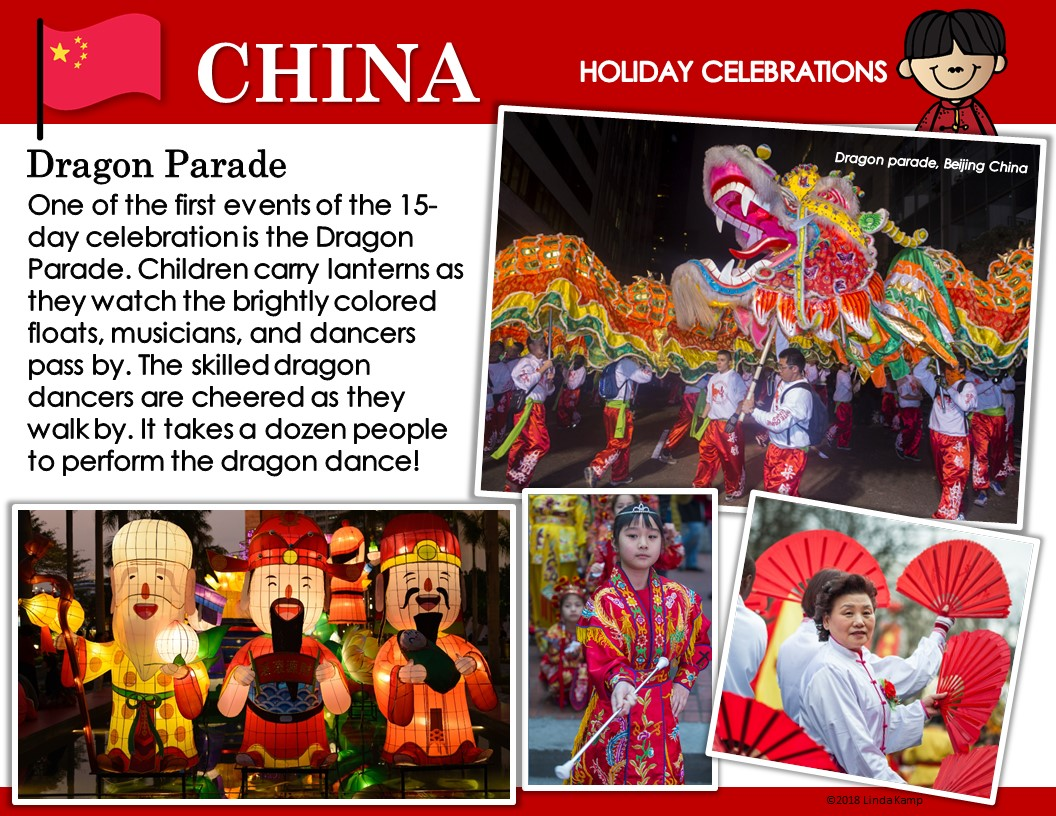 CHINA
HOLIDAY CELEBRATIONS
Dragon parade, Beijing China
Dragon Parade
One of the first events of the 15-
day celebration is the Dragon
Parade. Children carry lanterns as
they watch the brightly colored
floats, musicians, and dancers
pass by. The skilled dragon
dancers are cheered as they
walk by. It takes a dozen people
to perform the dragon dance!
©2018 Linda Kamp